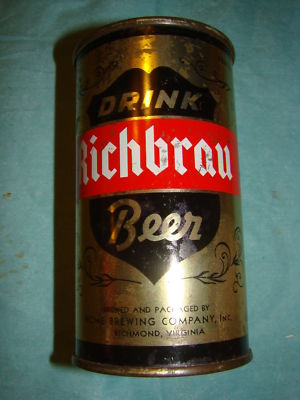 DRINK
Richbrau
Beer
BREWED AND PACKAGED BY
HOME BREWING COMPANY, Inc.
RICHMOND, VIRGINIA